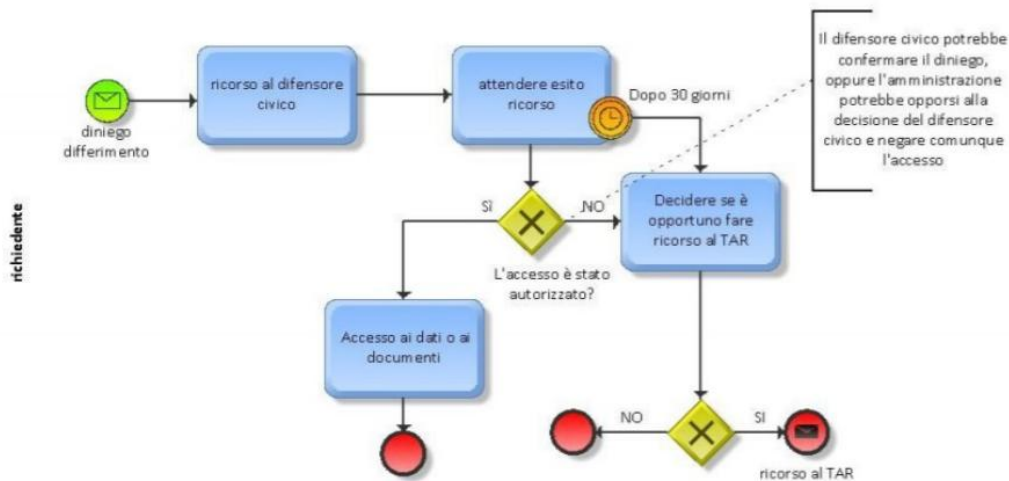 ricorso al difensore
civico
attendere esito
ricorso
Dopo 30 giorni
Il difensore civico potrebbe
confermare il diniego,
oppure l'amministrazione
potrebbe opporsi alla
decisione del difensore
civico e negare comunque
l'accesso
diniego
differimento
richiedente
SÌ
NO
Decidere se è
opportuno fare
ricorso al TAR
L'accesso è stato
autorizzato?
Accesso ai dati o ai
documenti
NO
SI
ricorso al TAR